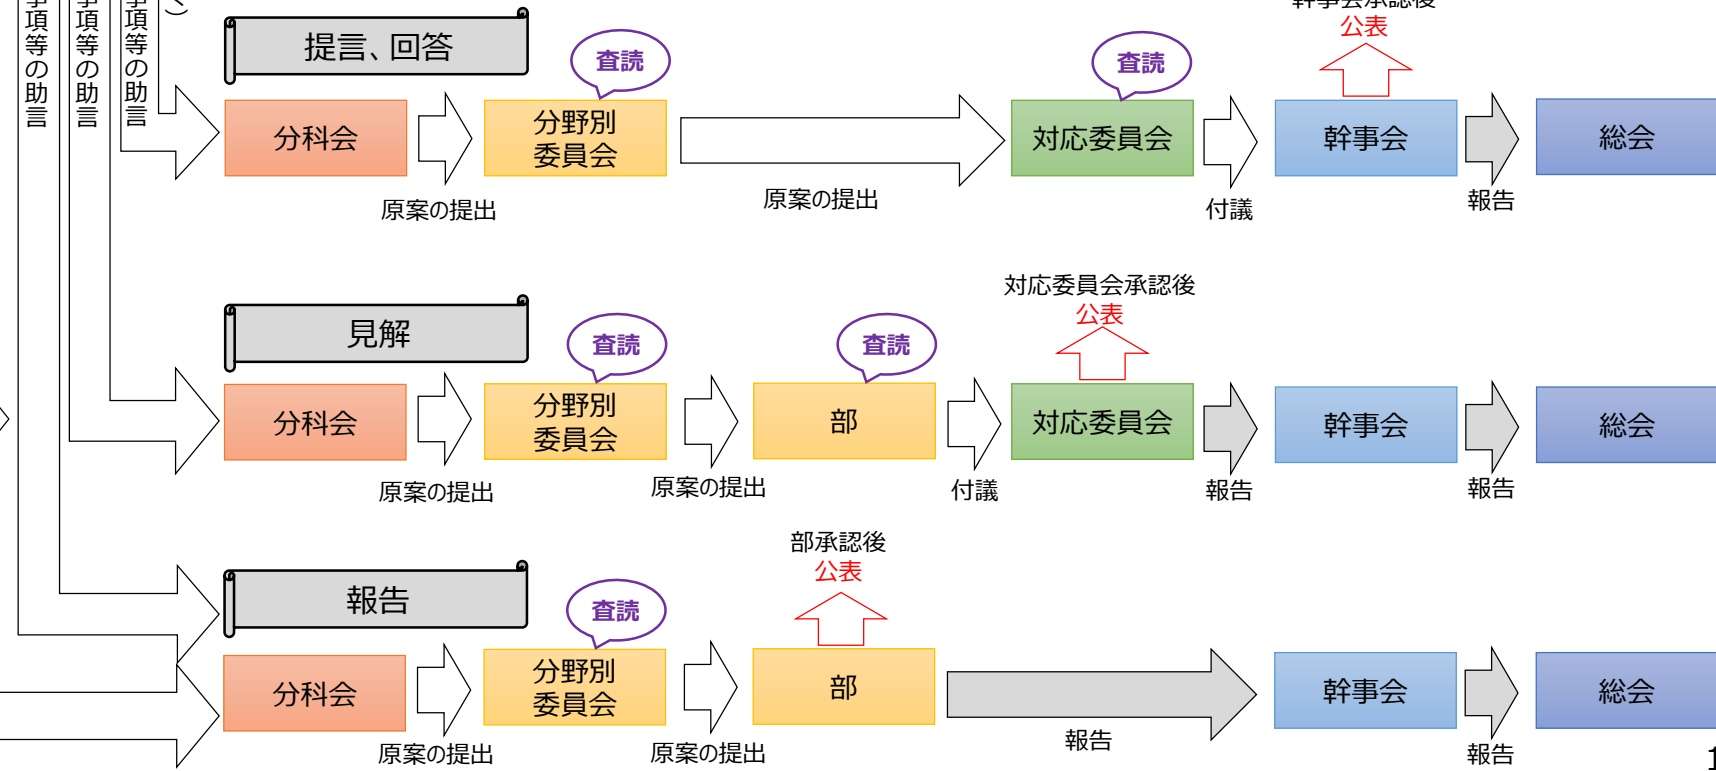 項等の助言
項等の助言
項等の助言
提言、回答
査読
査読
幹事会承認後
公表
分科会
分野別
委員会
対応委員会
幹事会
総会
原案の提出
原案の提出
付議
報告
見解
査読
査読
対応委員会承認後
公表
分科会
分野別
委員会
部
対応委員会
幹事会
総会
原案の提出
原案の提出
付議
報告
報告
報告
査読
部承認後
公表
分科会
分野別
委員会
部
幹事会
総会
原案の提出
原案の提出
報告
報告